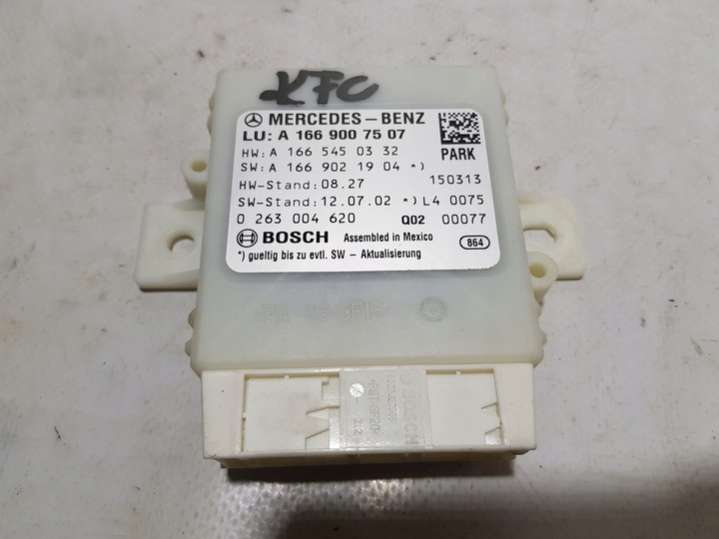 KFC
MERCEDES-BENZ
LU: A 166 900 75 07
HW: A 166 545 03 32 PARK
SW: A 166 902 19 04 *)
HW-Stand: 08.27 150313
SW-Stand: 12.07.02 *) L4 0075
0 263 004 620 Q02 00077
BOSCH Assembled in Mexico 864
*) gueltig bis zu evtl. SW - Aktualisierung
BOSCH